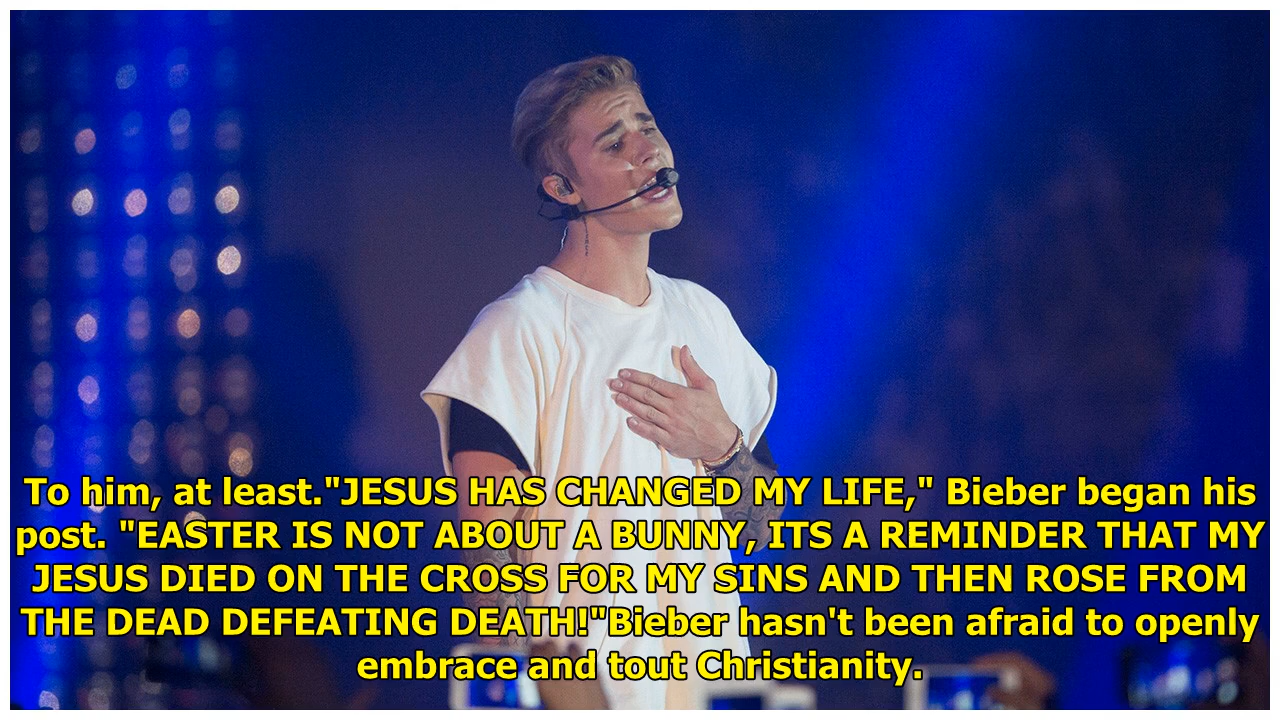 To him, at least."JESUS HAS CHANGED MY LIFE," Bieber began his
post. "EASTER IS NOT ABOUT A BUNNY, ITS A REMINDER THAT MY
JESUS DIED ON THE CROSS FOR MY SINS AND THEN ROSE FROM
THE DEAD DEFEATING DEATH!"Bieber hasn't been afraid to openly
embrace and tout Christianity.